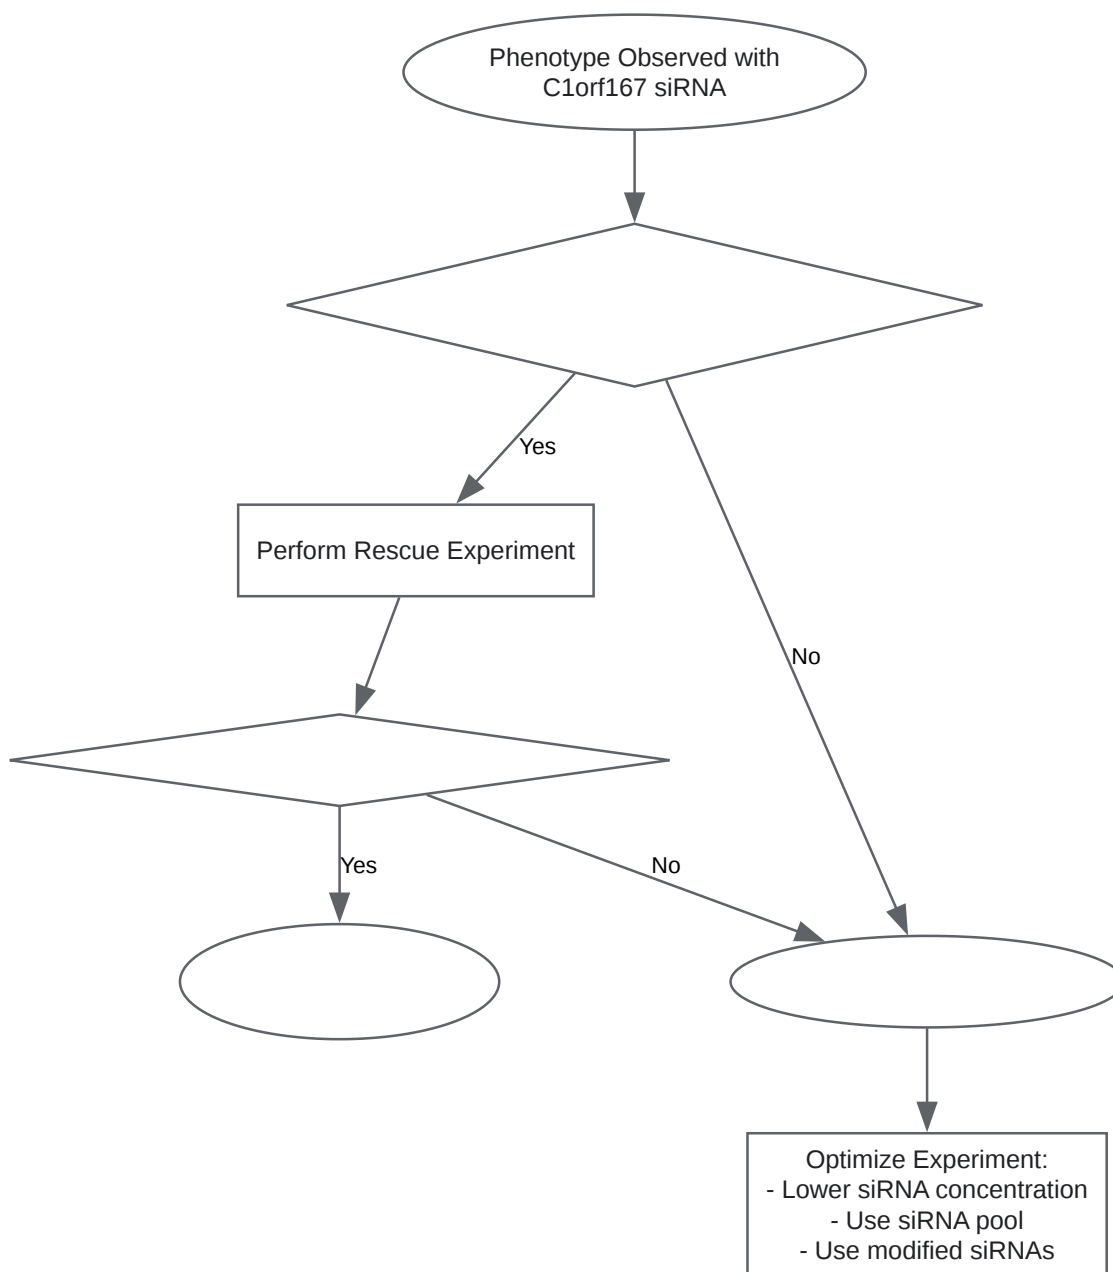 Phenotype Observed with
C1orf167 siRNA
Yes
Perform Rescue Experiment
No
Yes
No
Optimize Experiment:
- Lower siRNA concentration
- Use siRNA pool
- Use modified siRNAs